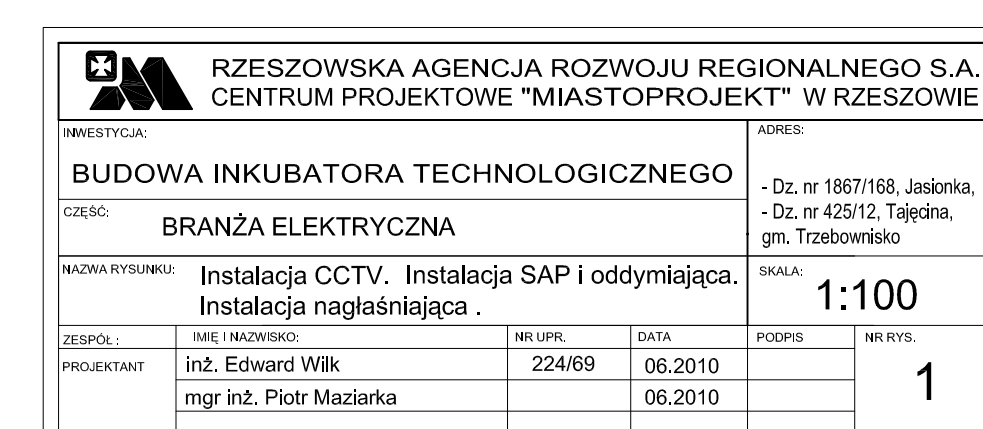 RZESZOWSKA AGENCJA ROZWOJU REGIONALNEGO S.A.
CENTRUM PROJEKTOWE "MIASTOPROJEKT" W RZESZOWIE
INWESTYCJA:
BUDOWA INKUBATORA TECHNOLOGICZNEGO
ADRES:
- Dz. nr 1867/168, Jasionka,
- Dz. nr 425/12, Tajęcina,
gm. Trzebownisko
CZĘŚĆ:
BRANŻA ELEKTRYCZNA
NAZWA RYSUNKU:
Instalacja CCTV. Instalacja SAP i oddymiająca.
Instalacja nagłaśniająca .
SKALA:
1:100
ZESPÓŁ : IMIĘ I NAZWISKO: NR UPR. DATA PODPIS NR RYS.
PROJEKTANT inż. Edward Wilk 224/69 06.2010 1
mgr inż. Piotr Maziarka 06.2010